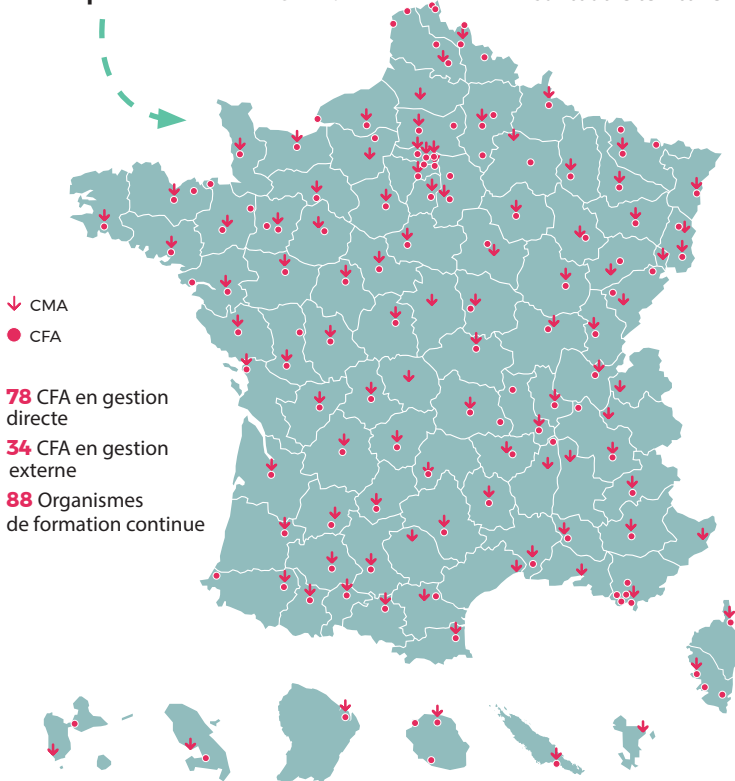 CMA
CFA
78 CFA en gestion
directe
34 CFA en gestion
externe
88 Organismes
de formation continue